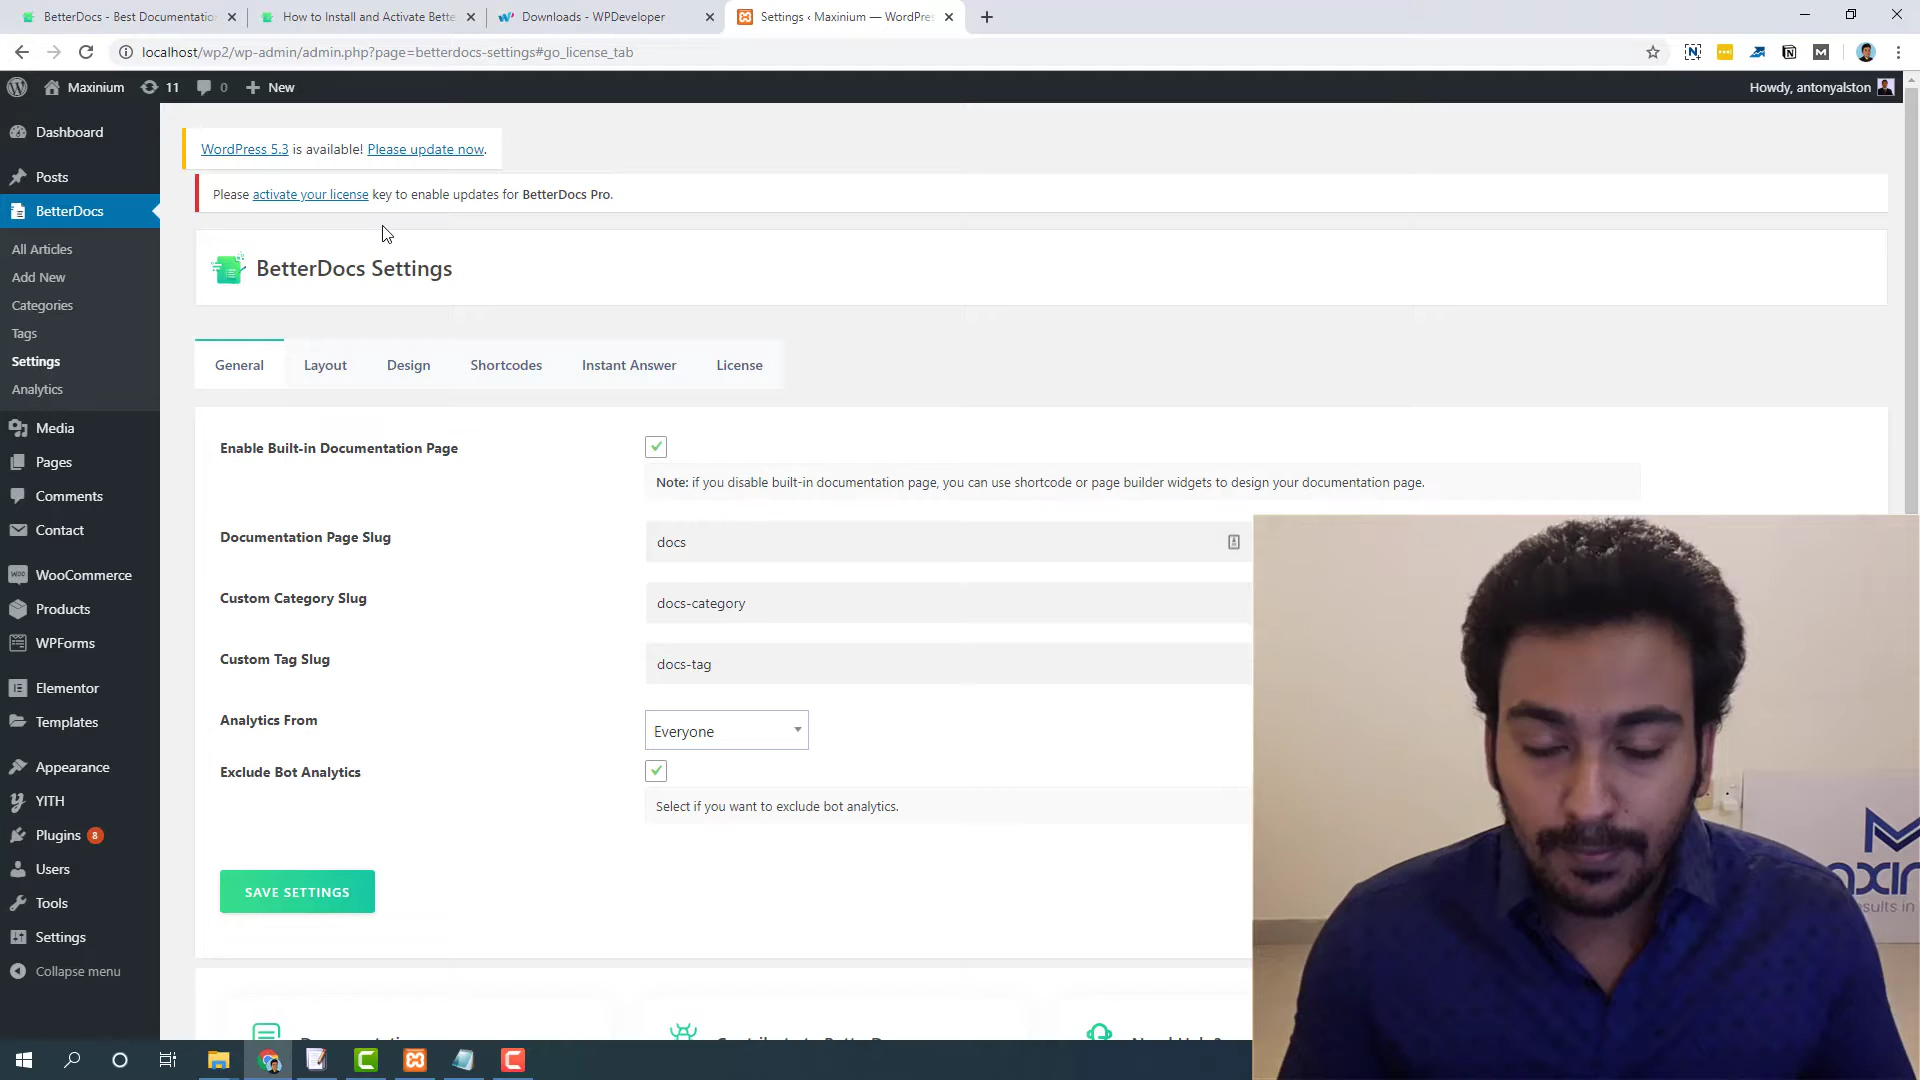 BetterDocs - Best Documentatio
How to Install and Activate Bette
Downloads - WPDeveloper
Settings ‹ Maxinium — WordPres
localhost/wp2/wp-admin/admin.php?page=betterdocs-settings#go_license_tab
Maxinium
11
0
New
Howdy, antonyalston
Dashboard
Posts
BetterDocs
All Articles
Add New
Categories
Tags
Settings
Analytics
Media
Pages
Comments
Contact
WooCommerce
Products
WPForms
Elementor
Templates
Appearance
YITH
Plugins 8
Users
Tools
Settings
Collapse menu
WordPress 5.3 is available! Please update now.
Please activate your license key to enable updates for BetterDocs Pro.
BetterDocs Settings
General
Layout
Design
Shortcodes
Instant Answer
License
Enable Built-in Documentation Page
Note: if you disable built-in documentation page, you can use shortcode or page builder widgets to design your documentation page.
Documentation Page Slug
docs
Custom Category Slug
docs-category
Custom Tag Slug
docs-tag
Analytics From
Everyone
Exclude Bot Analytics
Select if you want to exclude bot analytics.
SAVE SETTINGS